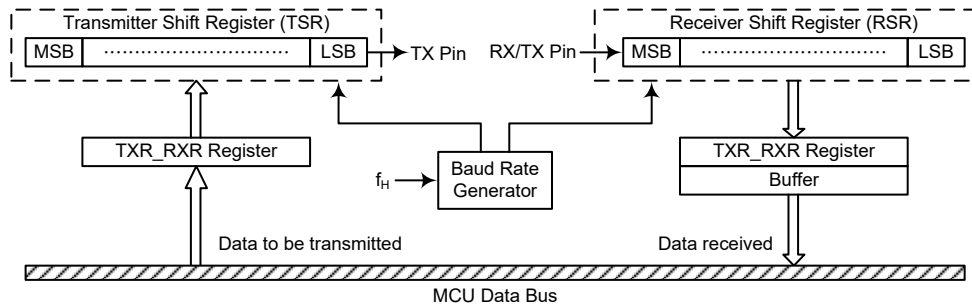 Transmitter Shift Register (TSR)
Receiver Shift Register (RSR)
MSB ································ LSB
TX Pin
RX/TX Pin
MSB ································ LSB
TXR_RXR Register
Baud Rate
Generator
fH
TXR_RXR Register
Buffer
Data to be transmitted
Data received
MCU Data Bus